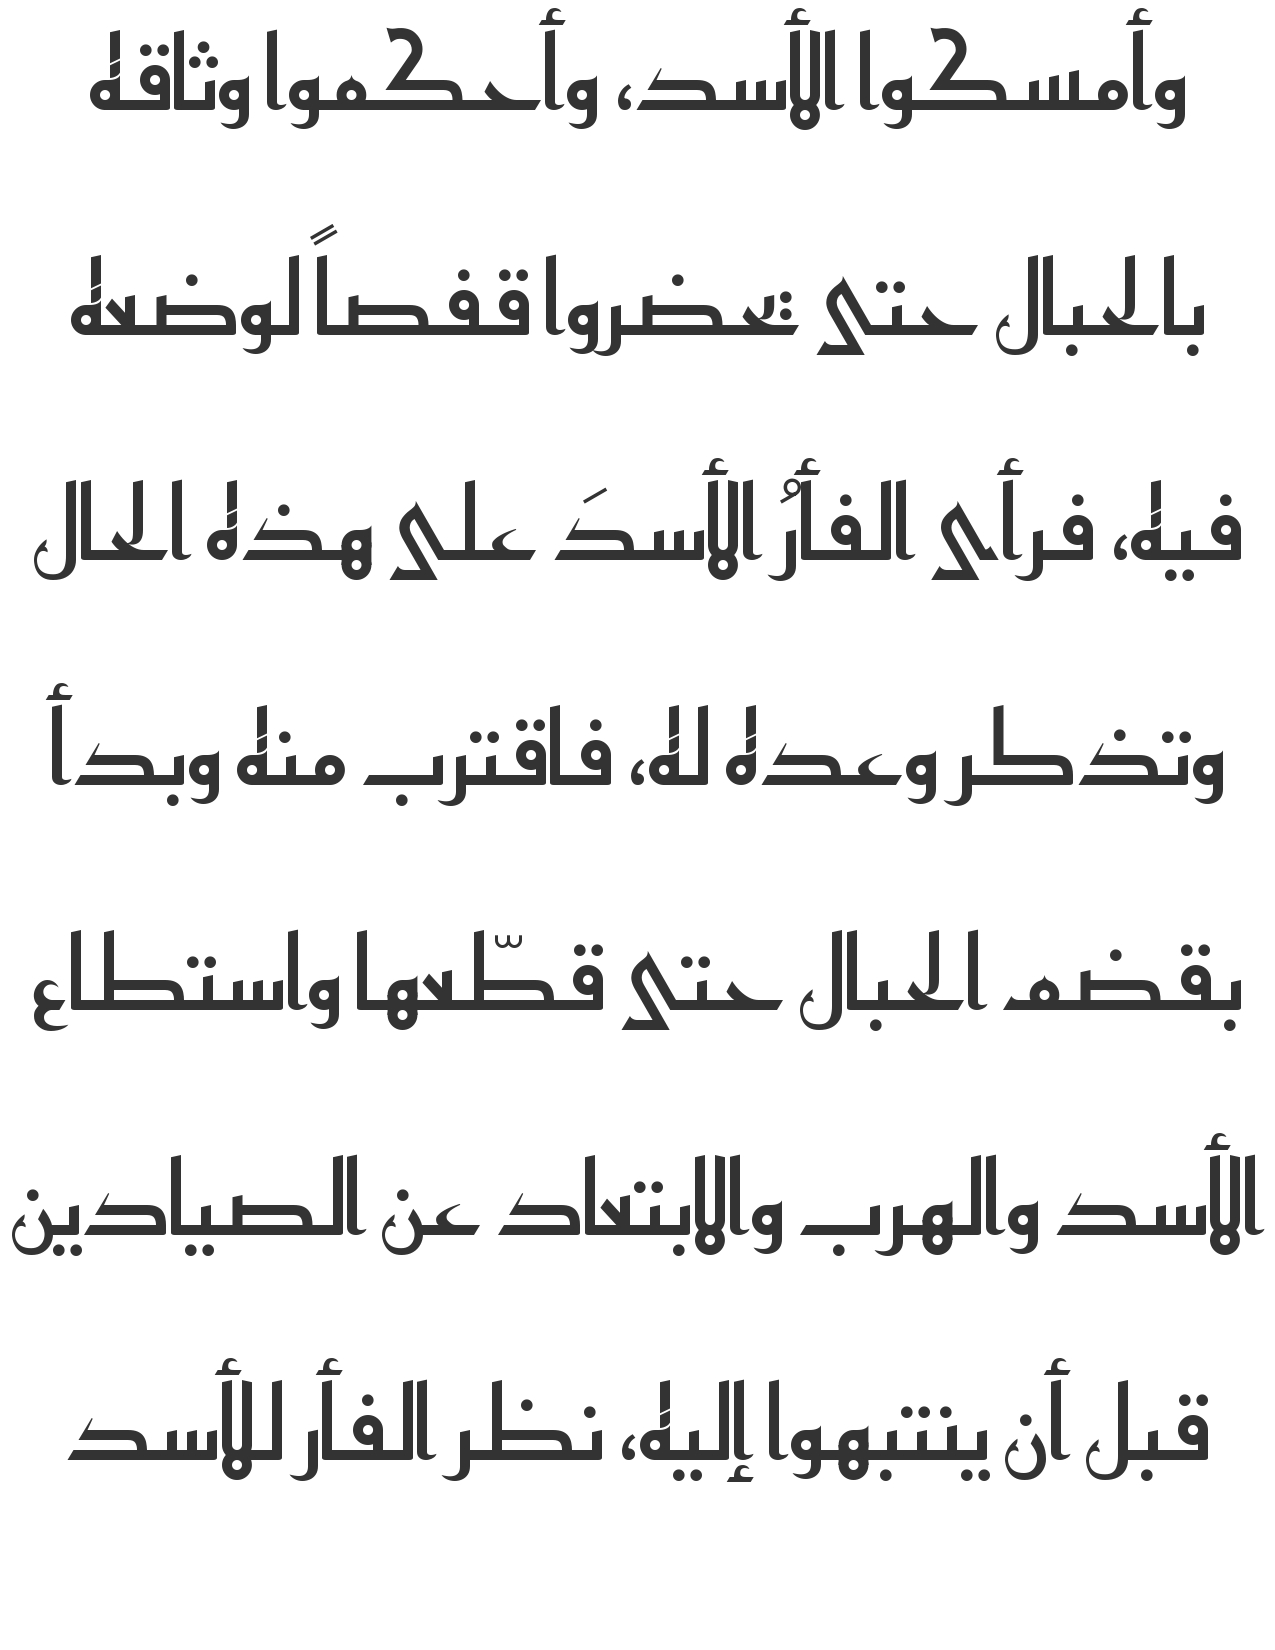 وأمسكوا الأسد، وأحكموا وثاقه
بالحبال حتى يحضروا قفصاً لوضعه
فيه، فرأى الفأرُ الأسدَ على هذه الحال
وتذكر وعده له، فاقترب منه وبدأ
بقضم الحبال حتى قطّعها واستطاع
الأسد والهرب والابتعاد عن الصيادين
قبل أن ينتبهوا إليه، نظر الفأر للأسد